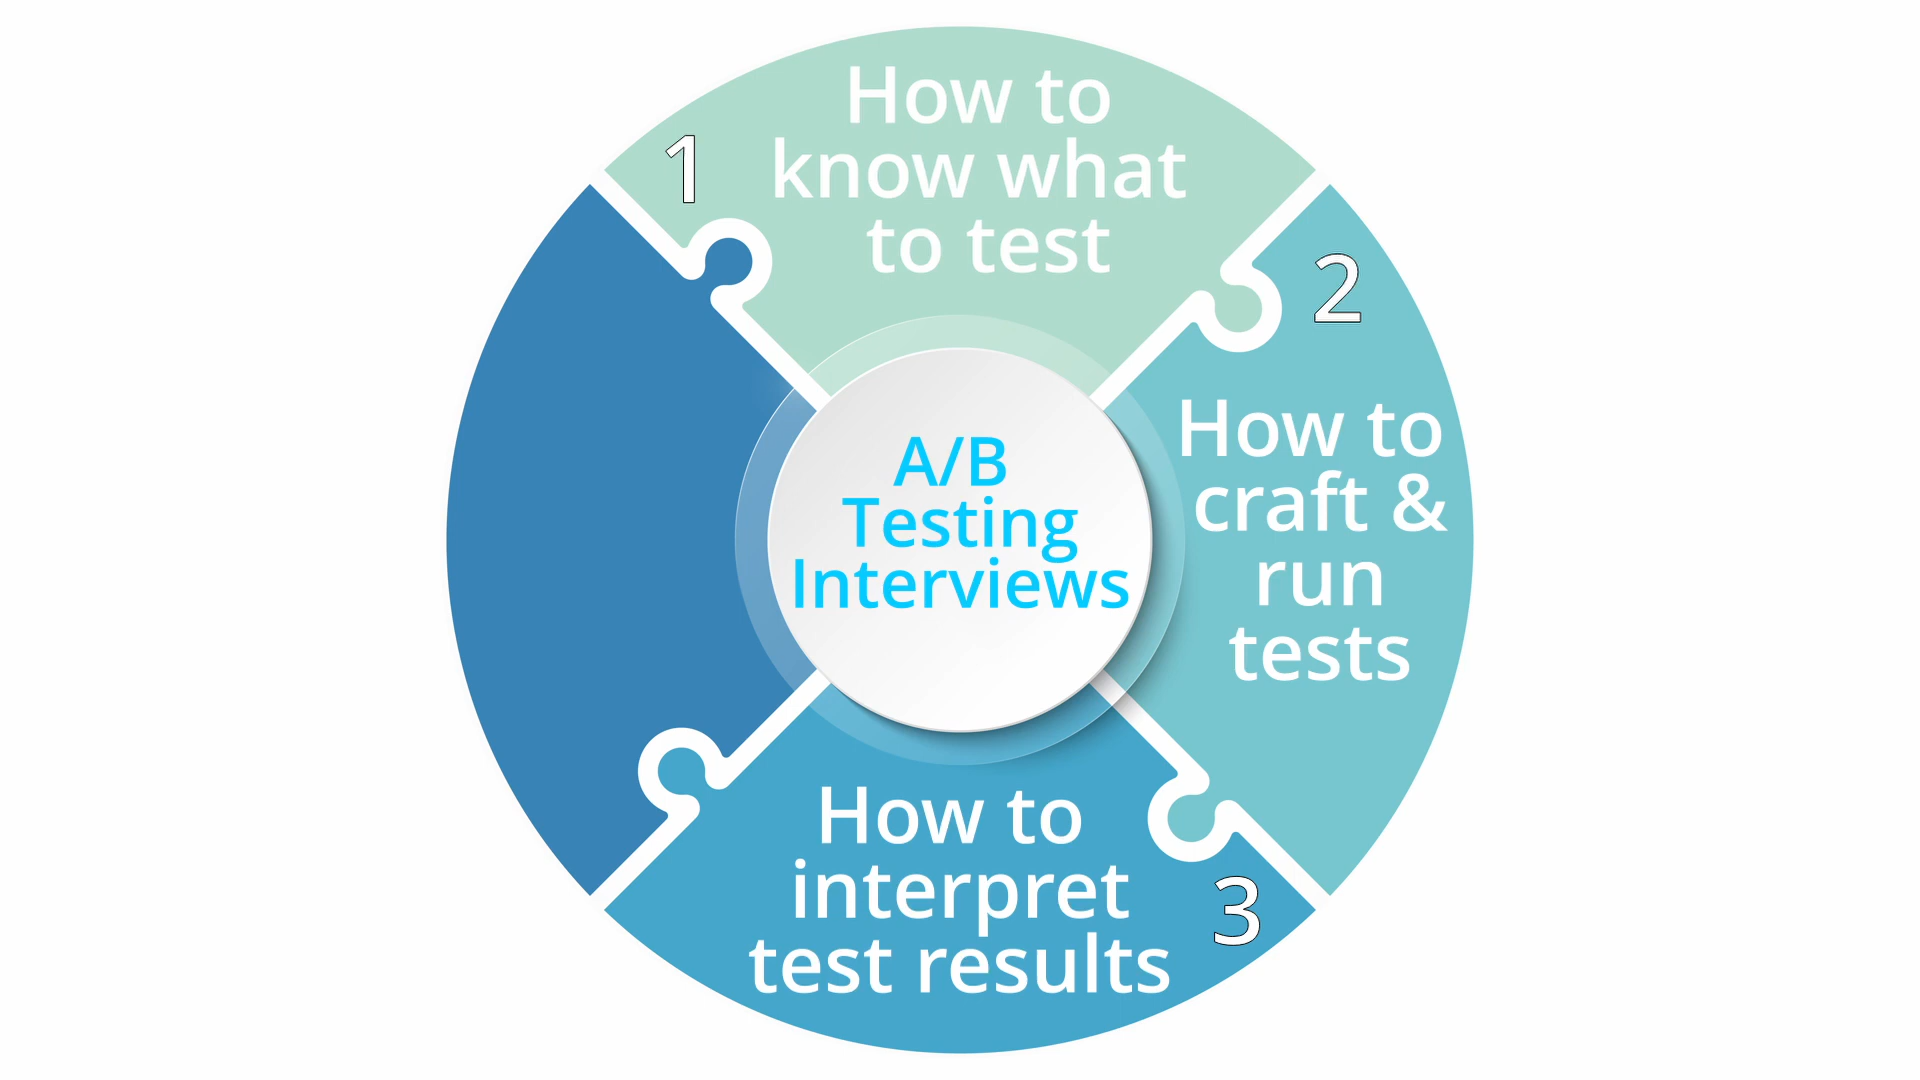 1
How to
know what
to test
2
How to
craft &
run
tests
A/B
Testing
Interviews
How to
interpret
test results
3